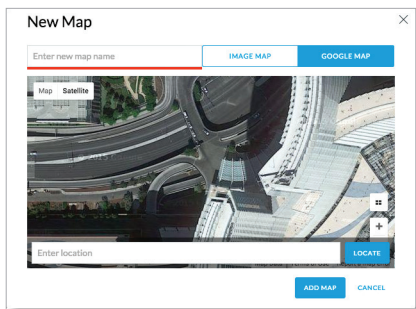 New Map
Enter new map name
IMAGE MAP
GOOGLE MAP
Map
Satellite
Enter location
LOCATE
ADD MAP
CANCEL